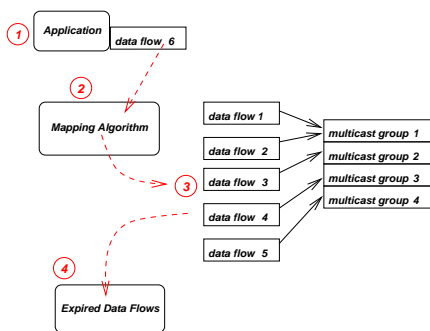 1
Application
data flow 6
2
Mapping Algorithm
3
data flow 1
data flow 2
data flow 3
data flow 4
data flow 5
multicast group 1
multicast group 2
multicast group 3
multicast group 4
4
Expired Data Flows